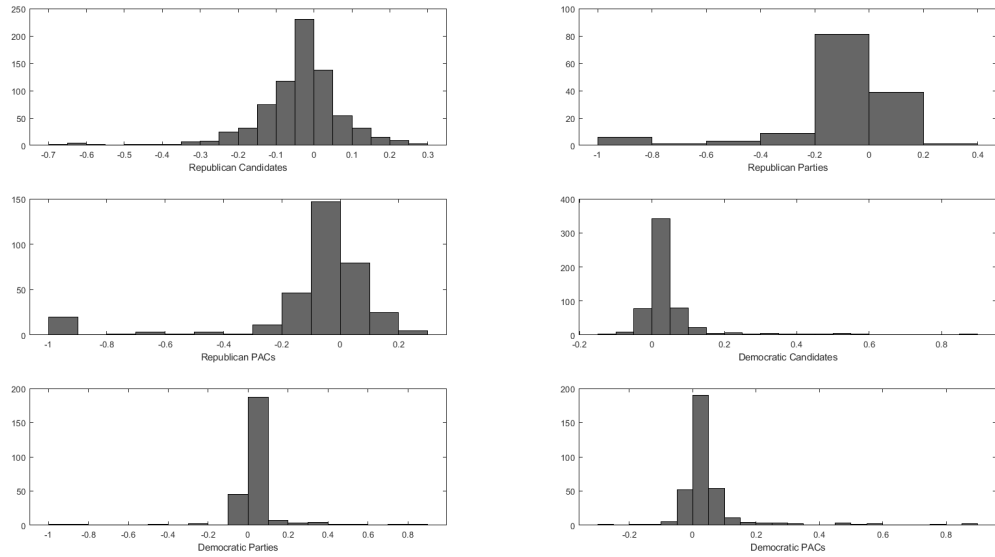 250
200
150
100
50
0
-0.7 -0.6 -0.5 -0.4 -0.3 -0.2 -0.1 0 0.1 0.2 0.3
Republican Candidates
100
80
60
40
20
0
-1 -0.8 -0.6 -0.4 -0.2 0 0.2 0.4
Republican Parties
150
100
50
0
-1 -0.8 -0.6 -0.4 -0.2 0 0.2
Republican PACs
400
300
200
100
0
-0.2 0 0.2 0.4 0.6 0.8
Democratic Candidates
200
150
100
50
0
-1 -0.8 -0.6 -0.4 -0.2 0 0.2 0.4 0.6 0.8
Democratic Parties
200
150
100
50
0
-0.2 0 0.2 0.4 0.6 0.8
Democratic PACs